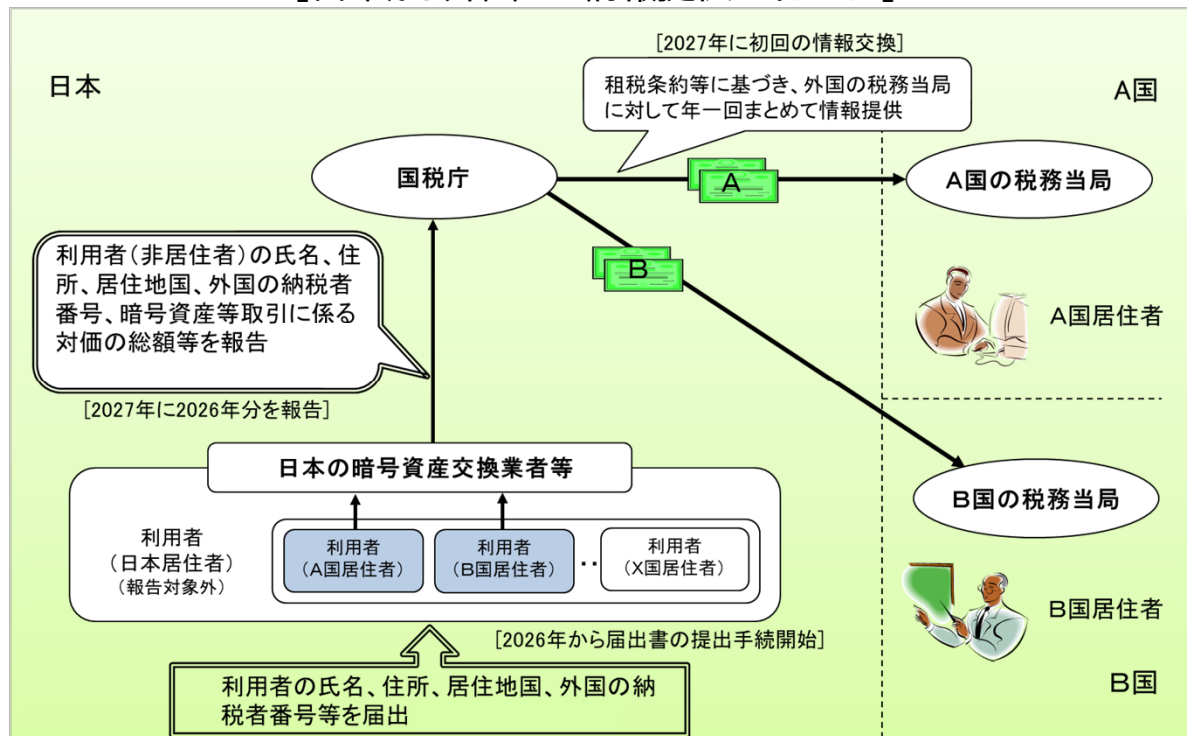 [2027年に初回の情報交換]
日本
租税条約等に基づき、外国の税務当局
に対して年一回まとめて情報提供
A国
国税庁
A
A国の税務当局
B
利用者(非居住者)の氏名、住
所、居住地国、外国の納税者
番号、暗号資産等取引に係る
対価の総額等を報告
A国居住者
[2027年に2026年分を報告]
日本の暗号資産交換業者等
B国の税務当局
利用者
(日本居住者)
(報告対象外)
利用者
(A国居住者)
利用者
(B国居住者)
‥
利用者
(X国居住者)
B国居住者
[2026年から届出書の提出手続開始]
利用者の氏名、住所、居住地国、外国の納
税者番号等を届出
B国